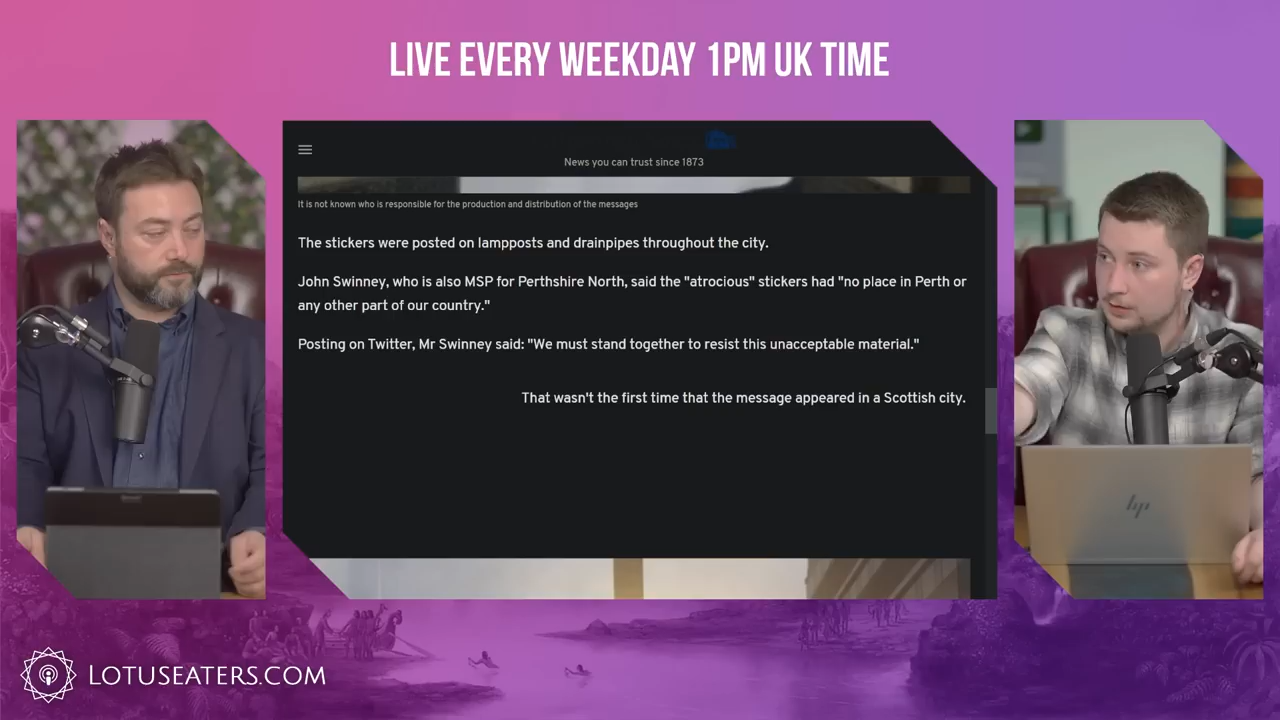 LIVE EVERY WEEKDAY 1PM UK TIME
News you can trust since 1873
It is not known who is responsible for the production and distribution of the messages
The stickers were posted on lampposts and drainpipes throughout the city.
John Swinney, who is also MSP for Perthshire North, said the "atrocious" stickers had "no place in Perth or
any other part of our country."
Posting on Twitter, Mr Swinney said: "We must stand together to resist this unacceptable material."
That wasn't the first time that the message appeared in a Scottish city.
hp
LOTUSEATERS.COM